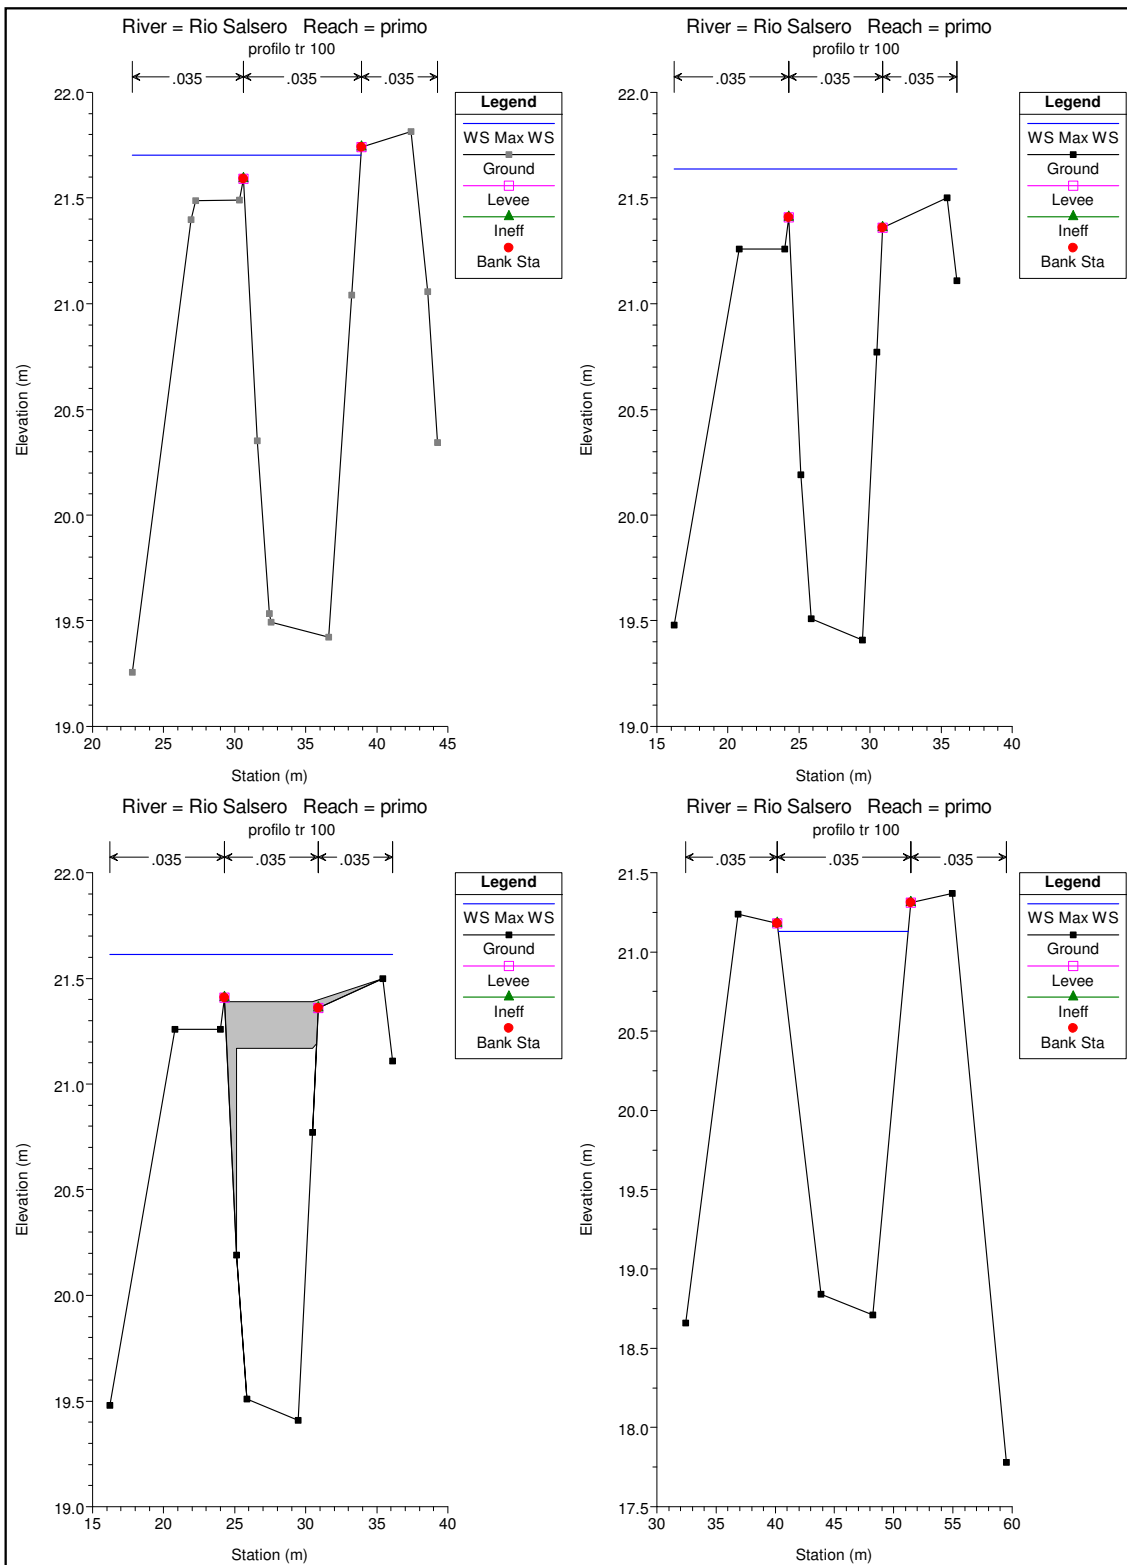 River = Rio Salsero   Reach = primo
profilo tr 100
.035
.035
.035
Legend
WS Max WS
Ground
Levee
Ineff
Bank Sta
22.0
21.5
21.0
20.5
20.0
19.5
19.0
20
25
30
35
40
45
Elevation (m)
Station (m)
River = Rio Salsero   Reach = primo
profilo tr 100
.035
.035
.035
Legend
WS Max WS
Ground
Levee
Ineff
Bank Sta
22.0
21.5
21.0
20.5
20.0
19.5
19.0
15
20
25
30
35
40
Elevation (m)
Station (m)
River = Rio Salsero   Reach = primo
profilo tr 100
.035
.035
.035
Legend
WS Max WS
Ground
Levee
Ineff
Bank Sta
22.0
21.5
21.0
20.5
20.0
19.5
19.0
15
20
25
30
35
40
Elevation (m)
Station (m)
River = Rio Salsero   Reach = primo
profilo tr 100
.035
.035
.035
Legend
WS Max WS
Ground
Levee
Ineff
Bank Sta
21.5
21.0
20.5
20.0
19.5
19.0
18.5
18.0
17.5
30
35
40
45
50
55
60
Elevation (m)
Station (m)